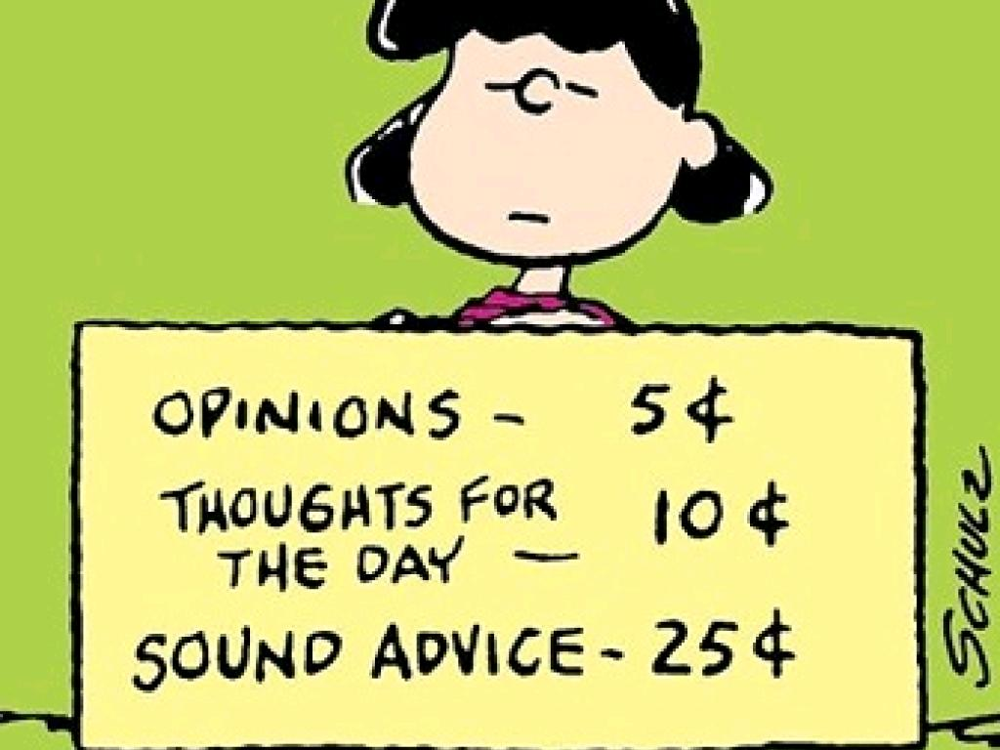 OPINIONS - 5¢
THOUGHTS FOR
THE DAY — 10¢
SOUND ADVICE - 25¢
SCHULZ